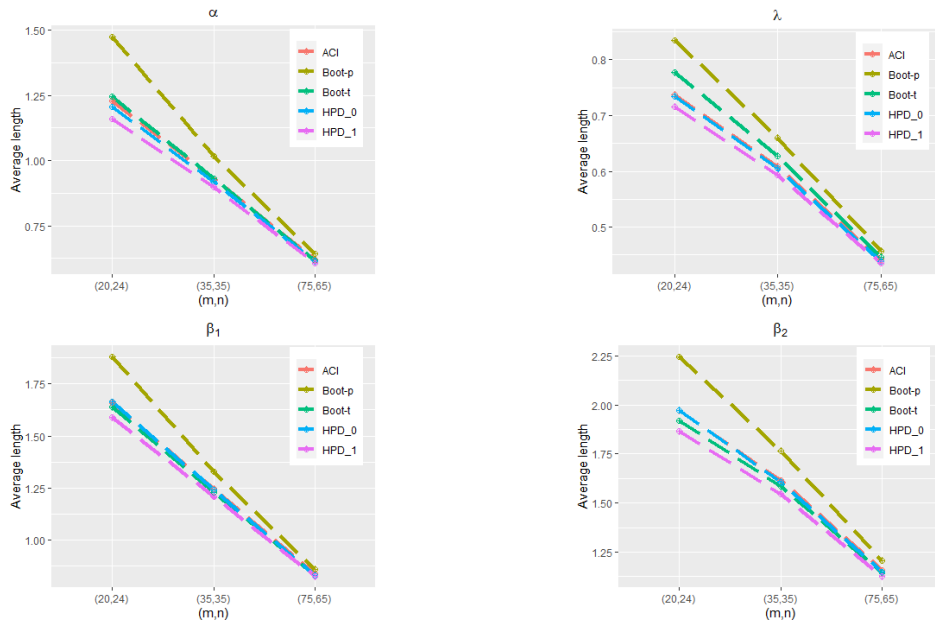 α
Average length
1.50
1.25
1.00
0.75
(20,24) (35,35) (75,65)
(m,n)
ACI
Boot-p
Boot-t
HPD_0
HPD_1
λ
Average length
0.8
0.7
0.6
0.5
(20,24) (35,35) (75,65)
(m,n)
ACI
Boot-p
Boot-t
HPD_0
HPD_1
β1
Average length
1.75
1.50
1.25
1.00
(20,24) (35,35) (75,65)
(m,n)
ACI
Boot-p
Boot-t
HPD_0
HPD_1
β2
Average length
2.25
2.00
1.75
1.50
1.25
(20,24) (35,35) (75,65)
(m,n)
ACI
Boot-p
Boot-t
HPD_0
HPD_1